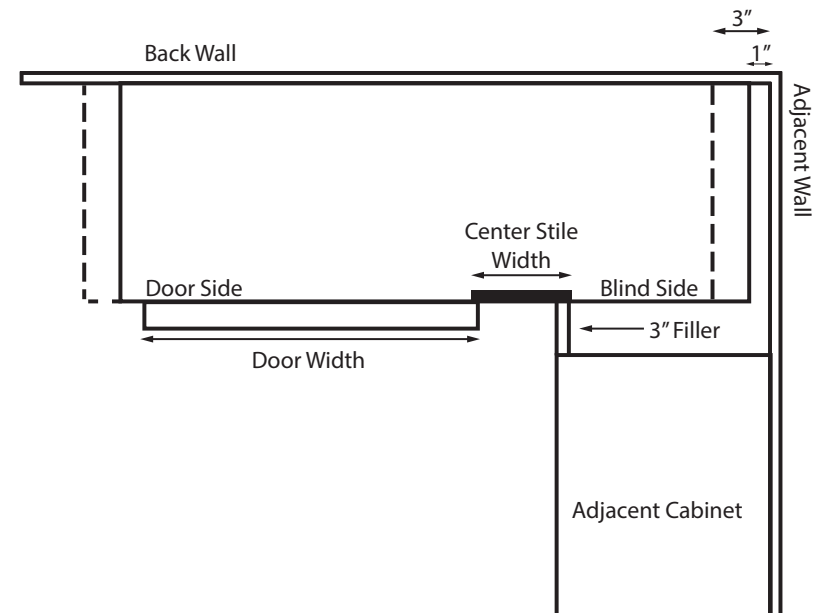 3”
Back Wall
1”
Adjacent Wall
Center Stile
Width
Door Side
Blind Side
3” Filler
Door Width
Adjacent Cabinet